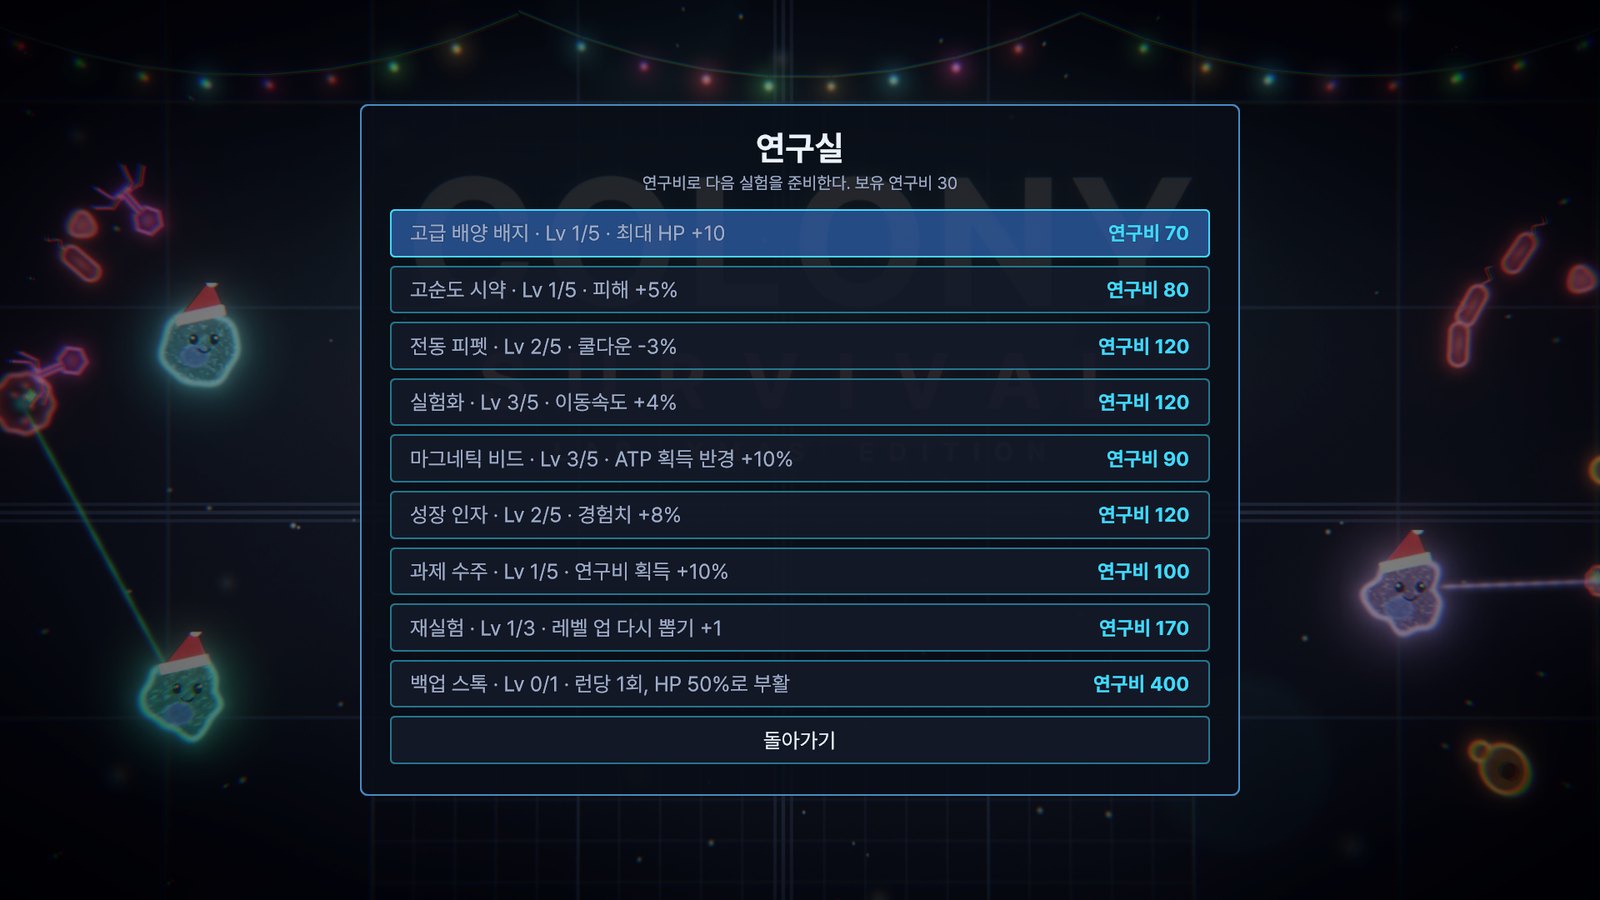 연구실
연구비로 다음 실험을 준비한다. 보유 연구비 30
고급 배양 배지 · Lv 1/5 · 최대 HP +10 연구비 70
고순도 시약 · Lv 1/5 · 피해 +5% 연구비 80
전동 피펫 · Lv 2/5 · 쿨다운 -3% 연구비 120
실험화 · Lv 3/5 · 이동속도 +4% 연구비 120
마그네틱 비드 · Lv 3/5 · ATP 획득 반경 +10% 연구비 90
성장 인자 · Lv 2/5 · 경험치 +8% 연구비 120
과제 수주 · Lv 1/5 · 연구비 획득 +10% 연구비 100
재실험 · Lv 1/3 · 레벨 업 다시 뽑기 +1 연구비 170
백업 스톡 · Lv 0/1 · 런당 1회, HP 50%로 부활 연구비 400
돌아가기
COLONY
SURVIVAL
EDITION